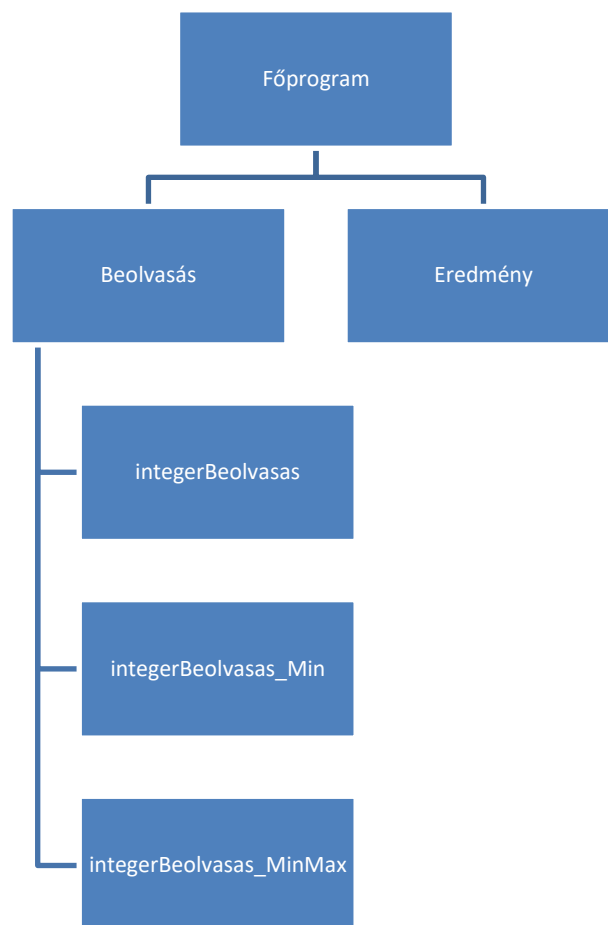 Főprogram
Beolvasás
Eredmény
integerBeolvasas
integerBeolvasas_Min
integerBeolvasas_MinMax